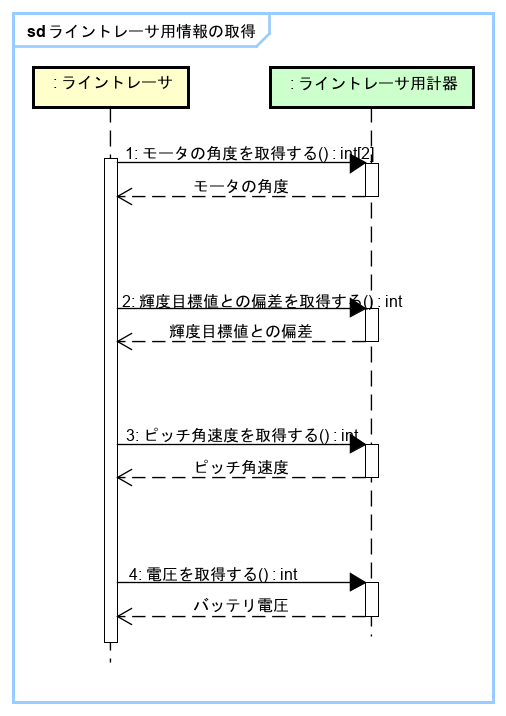 sd ライントレーサ用情報の取得
: ライントレーサ
: ライントレーサ用計器
1: モータの角度を取得する() : int[2]
モータの角度
2: 輝度目標値との偏差を取得する() : int
輝度目標値との偏差
3: ピッチ角速度を取得する() : int
ピッチ角速度
4: 電圧を取得する() : int
バッテリ電圧